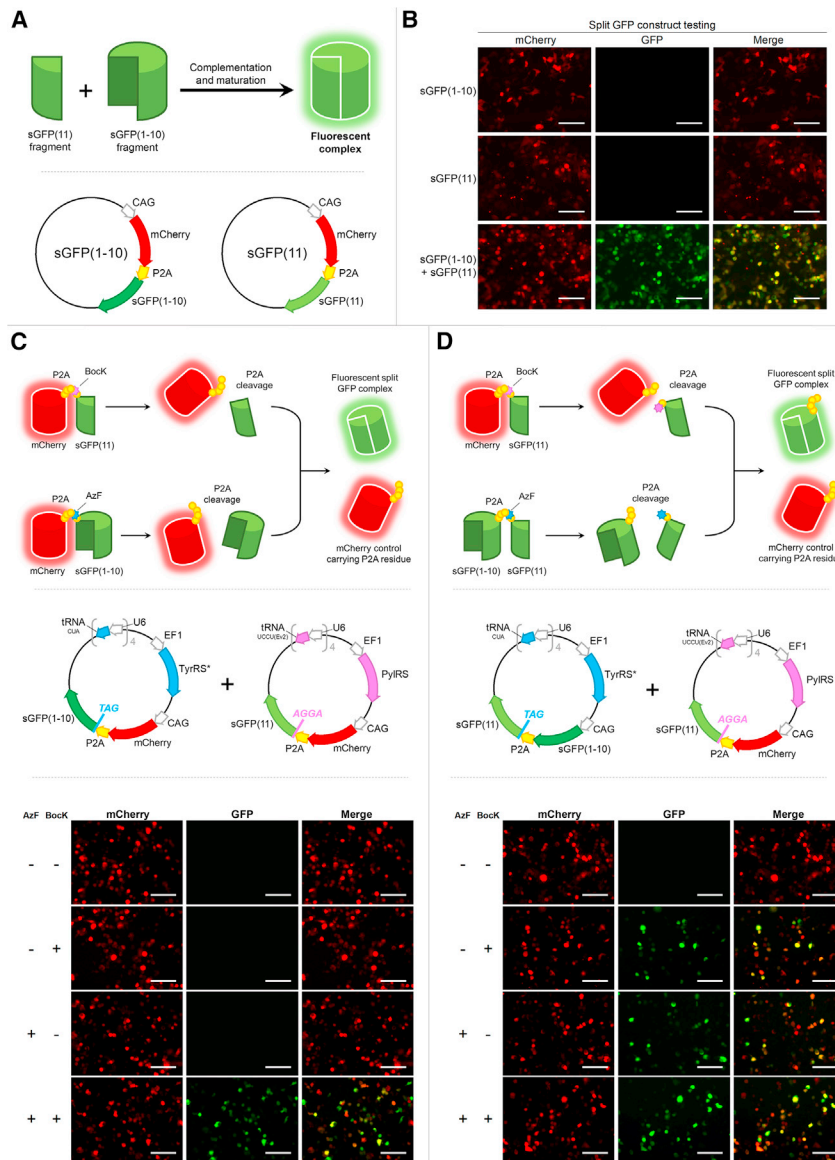 A
Complementation
and maturation
sGFP(11)
fragment
sGFP(1-10)
fragment
Fluorescent
complex
CAG
mCherry
P2A
sGFP(1-10)
sGFP(1-10)
CAG
mCherry
P2A
sGFP(11)
sGFP(11)
B
Split GFP construct testing
mCherry GFP Merge
sGFP(1-10)
sGFP(11)
sGFP(1-10)
+ sGFP(11)
C
P2A
BocK
mCherry
sGFP(11)
P2A
cleavage
Fluorescent split
GFP complex
P2A
AzF
mCherry
sGFP(1-10)
P2A
cleavage
mCherry control
carrying P2A residue
tRNA
CUA
4
U6
EF1
TyrRS*
CAG
mCherry
P2A
TAG
sGFP(1-10)
+
tRNA
UCCU(Ev2)
4
U6
EF1
PylRS
CAG
mCherry
P2A
AGGA
sGFP(11)
AzF BocK mCherry GFP Merge
- -
- +
+ -
+ +
D
P2A
BocK
mCherry
sGFP(11)
P2A
cleavage
Fluorescent split
GFP complex
P2A
AzF
sGFP(1-10)
sGFP(11)
P2A
cleavage
mCherry control
carrying P2A residue
tRNA
CUA
4
U6
EF1
TyrRS*
CAG
sGFP(1-10)
P2A
TAG
sGFP(11)
+
tRNA
UCCU(Ev2)
4
U6
EF1
PylRS
CAG
mCherry
P2A
AGGA
sGFP(11)
AzF BocK mCherry GFP Merge
- -
- +
+ -
+ +